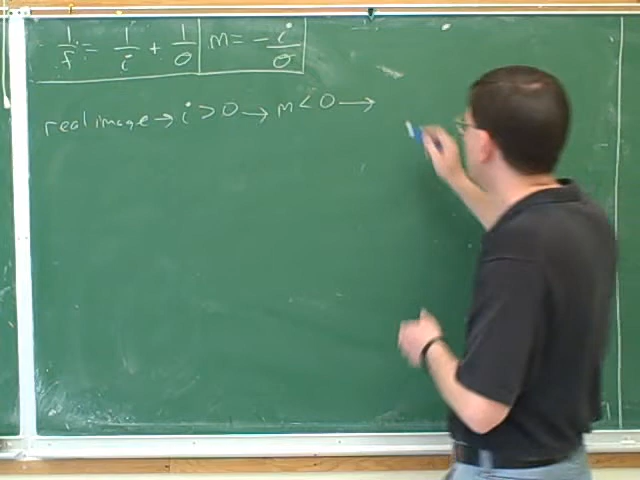 1/f = 1/i + 1/o m = - i/o
real image → i > 0 → m < 0 →